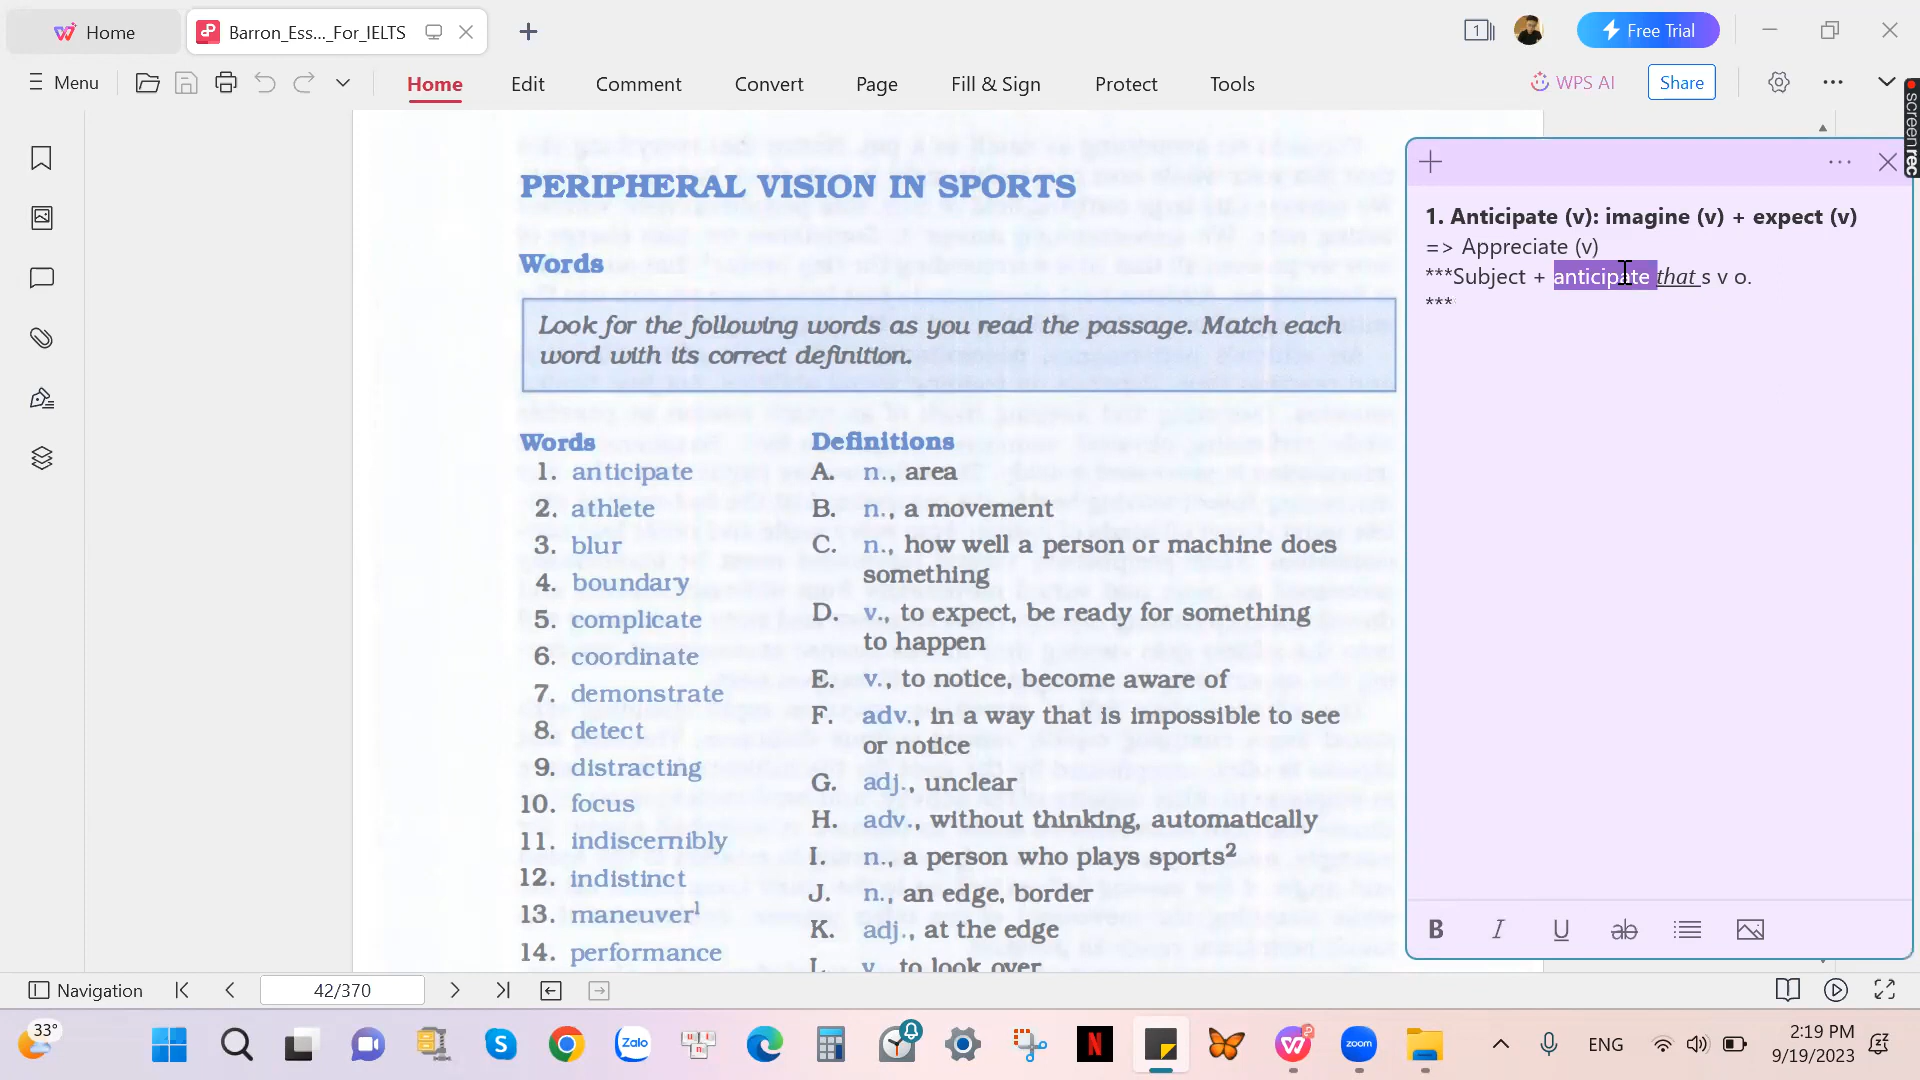 Home
Barron_Ess..._For_IELTS
1
Free Trial
Menu
Home
Edit
Comment
Convert
Page
Fill & Sign
Protect
Tools
WPS AI
Share
screenrec
PERIPHERAL VISION IN SPORTS
Words
Look for the following words as you read the passage. Match each
word with its correct definition.
Words
1. anticipate
2. athlete
3. blur
4. boundary
5. complicate
6. coordinate
7. demonstrate
8. detect
9. distracting
10. focus
11. indiscernibly
12. indistinct
13. maneuver¹
14. performance
Definitions
A. n., area
B. n., a movement
C. n., how well a person or machine does
something
D. v., to expect, be ready for something
to happen
E. v., to notice, become aware of
F. adv., in a way that is impossible to see
or notice
G. adj., unclear
H. adv., without thinking, automatically
I. n., a person who plays sports²
J. n., an edge, border
K. adj., at the edge
L. v., to look over
1. Anticipate (v): imagine (v) + expect (v)
=> Appreciate (v)
***Subject + anticipate that s v o.
***
B I U ab
Navigation
42/370
33°
S
Zalo
N
zoom
ENG
2:19 PM
9/19/2023